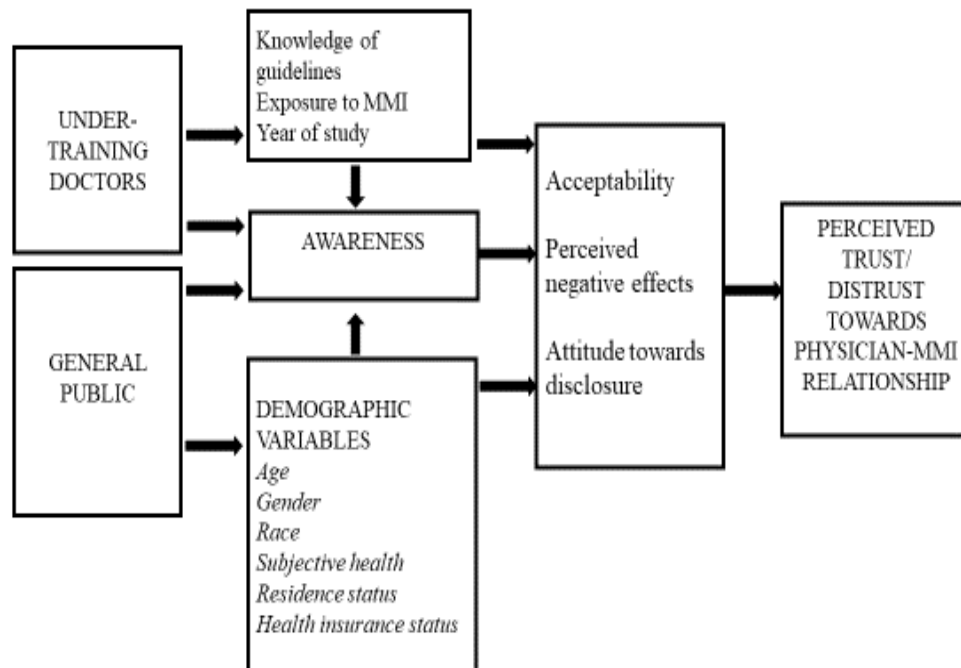 UNDER-
TRAINING
DOCTORS
GENERAL
PUBLIC
Knowledge of
guidelines
Exposure to MMI
Year of study
AWARENESS
DEMOGRAPHIC
VARIABLES
Age
Gender
Race
Subjective health
Residence status
Health insurance status
Acceptability
Perceived
negative effects
Attitude towards
disclosure
PERCEIVED
TRUST/
DISTRUST
TOWARDS
PHYSICIAN-MMI
RELATIONSHIP